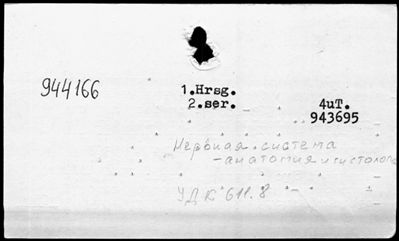 944166
1.Hrsg.
2.ser.
4uT.
943695
Нервная система
- анатомия и гистолог
УДК 611.8